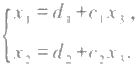 x₁ = d₁ + c₁x₃ ,
x₂ = d₂ + c₂x₃ .